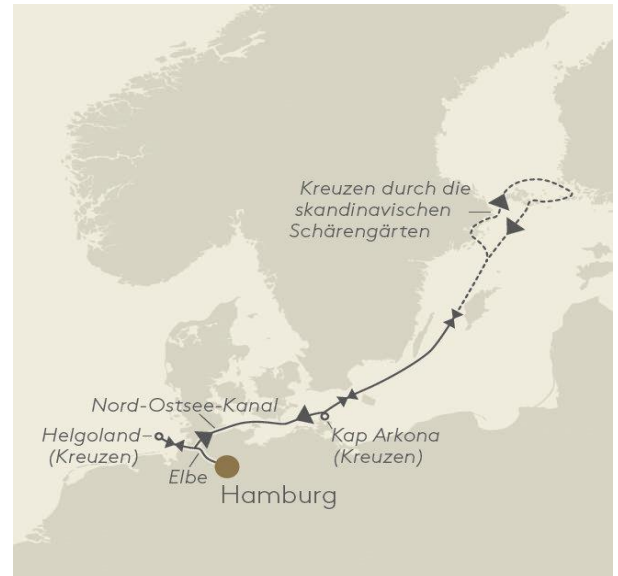 Kreuzen durch die
skandinavischen
Schärengärten
Nord-Ostsee-Kanal
Helgoland
(Kreuzen)
Kap Arkona
(Kreuzen)
Elbe
Hamburg